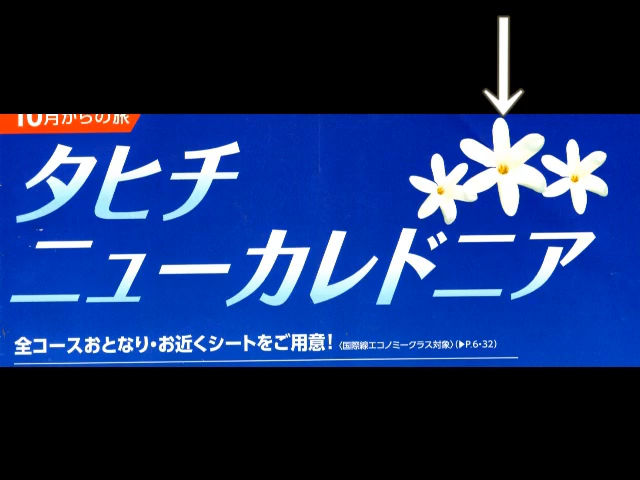 10月からの旅
タヒチ
ニューカレドニア
全コースおとなり・お近くシートをご用意！〈国際線エコノミークラス対象〉(▶P.6・32)